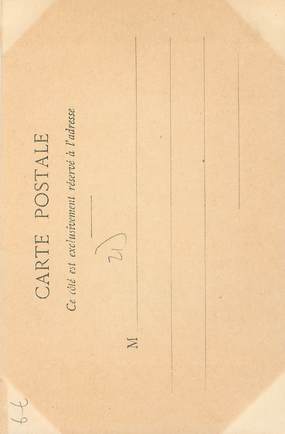 CARTE POSTALE
Ce côté est exclusivement réservé à l'adresse
M